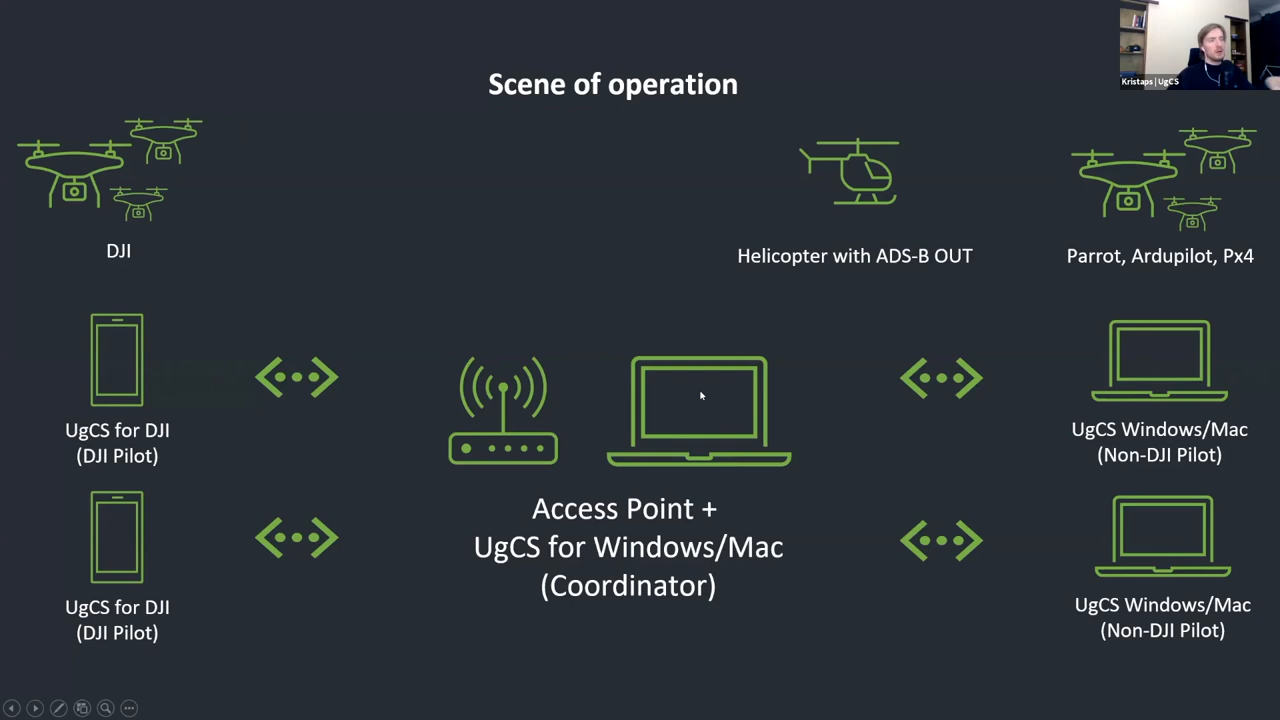 Scene of operation
Kristaps | UgCS
DJI
Helicopter with ADS-B OUT
Parrot, Ardupilot, Px4
UgCS for DJI
(DJI Pilot)
UgCS Windows/Mac
(Non-DJI Pilot)
Access Point +
UgCS for Windows/Mac
(Coordinator)
UgCS for DJI
(DJI Pilot)
UgCS Windows/Mac
(Non-DJI Pilot)